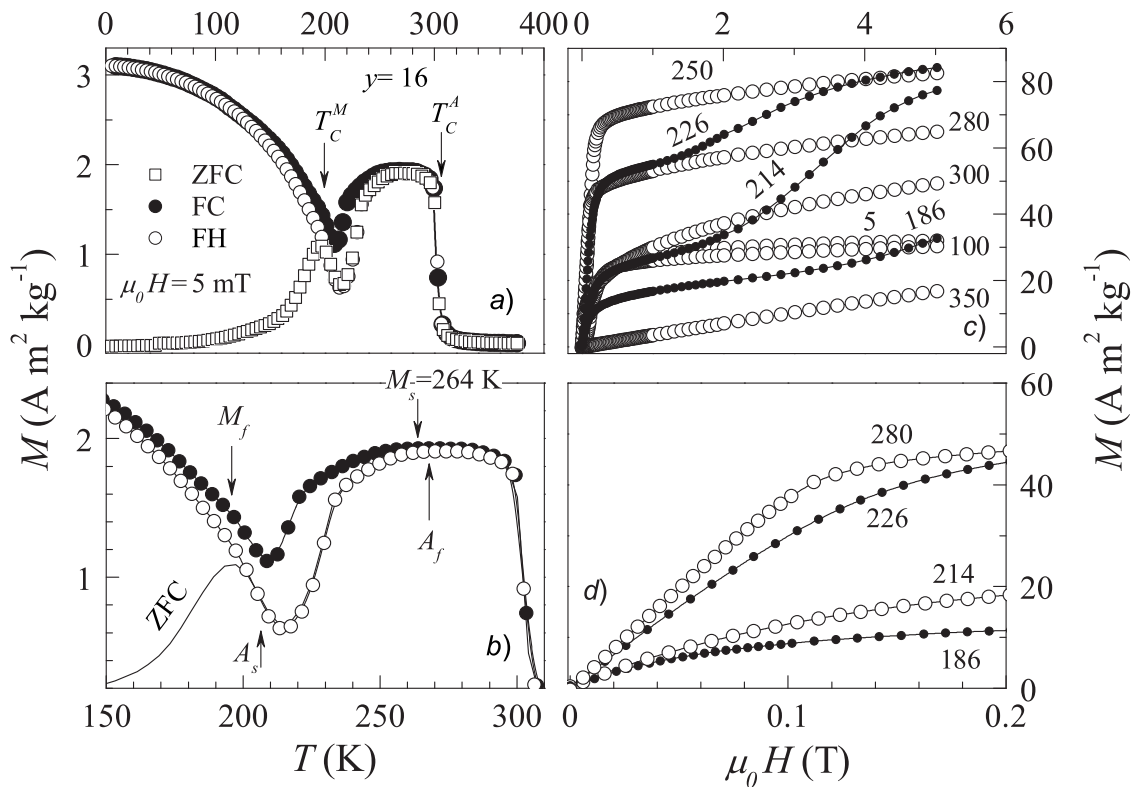 0 100 200 300 400
0 2 4 6
3
2
1
0
y= 16
T_C^M
T_C^A
ZFC
FC
FH
μ₀ H = 5 mT
a)
250
226
280
214
300
5
186
100
350
c)
80
60
40
20
0
M (A m² kg⁻¹)
M (A m² kg⁻¹)
M_s=264 K
M_f
A_f
A_s
ZFC
b)
2
1
280
226
214
186
d)
60
40
20
0
150 200 250 300
0 0.1 0.2
T (K)
μ₀ H (T)